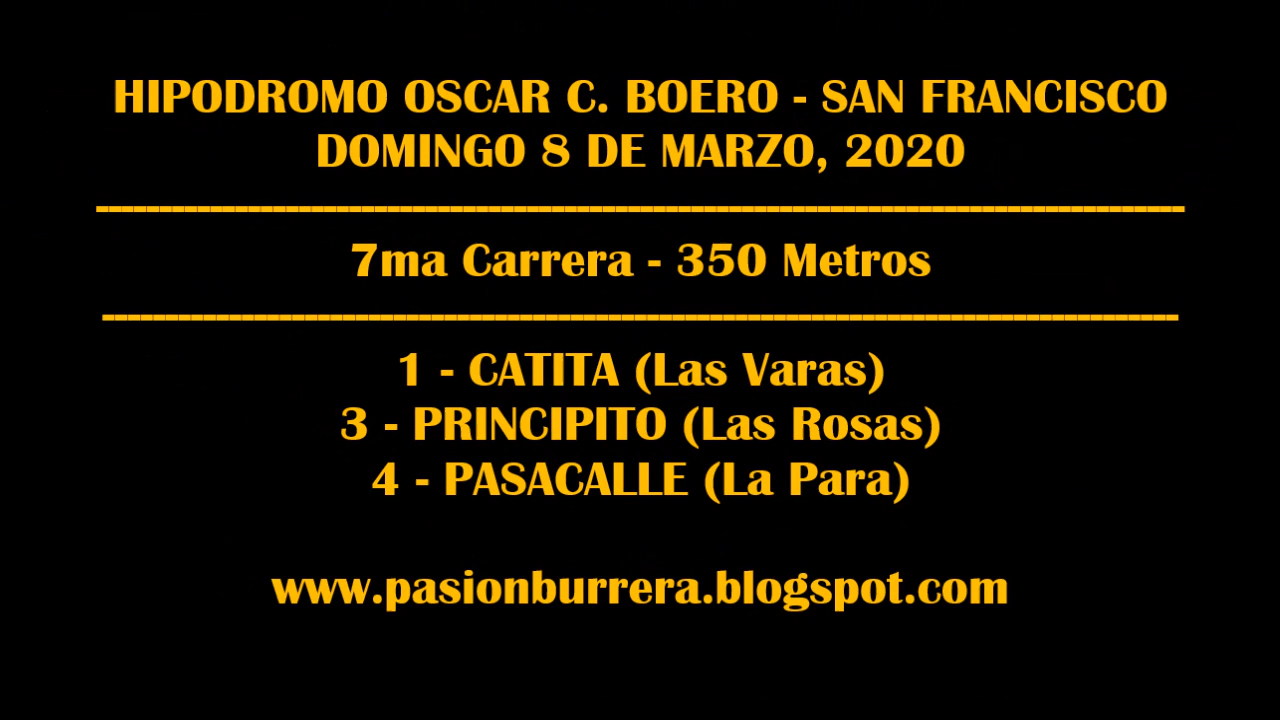 HIPODROMO OSCAR C. BOERO - SAN FRANCISCO
DOMINGO 8 DE MARZO, 2020
7ma Carrera - 350 Metros
1 - CATITA (Las Varas)
3 - PRINCIPITO (Las Rosas)
4 - PASACALLE (La Para)
www.pasionburrera.blogspot.com